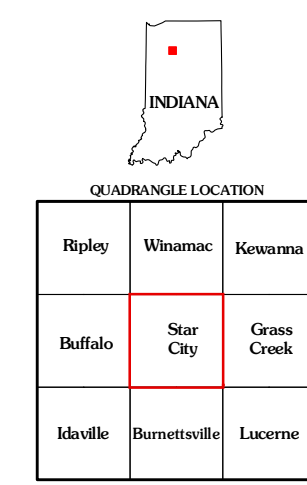 INDIANA
QUADRANGLE LOCATION
Ripley Winamac Kewanna
Buffalo Star City Grass Creek
Idaville Burnettsville Lucerne